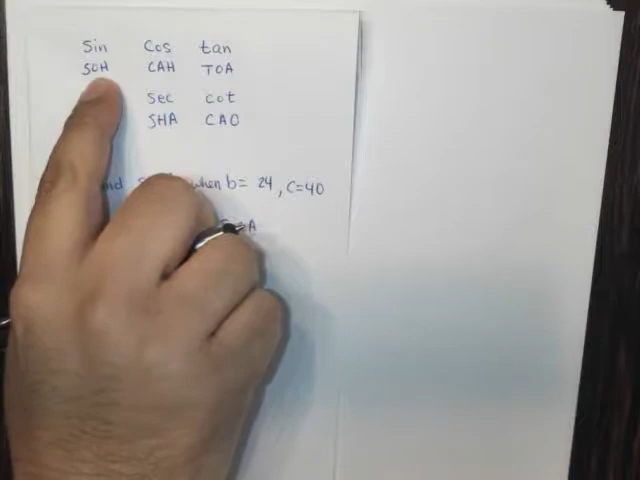 Sin Cos tan
SOH CAH TOA
sec cot
SHA CAO
when b= 24, C=40
A